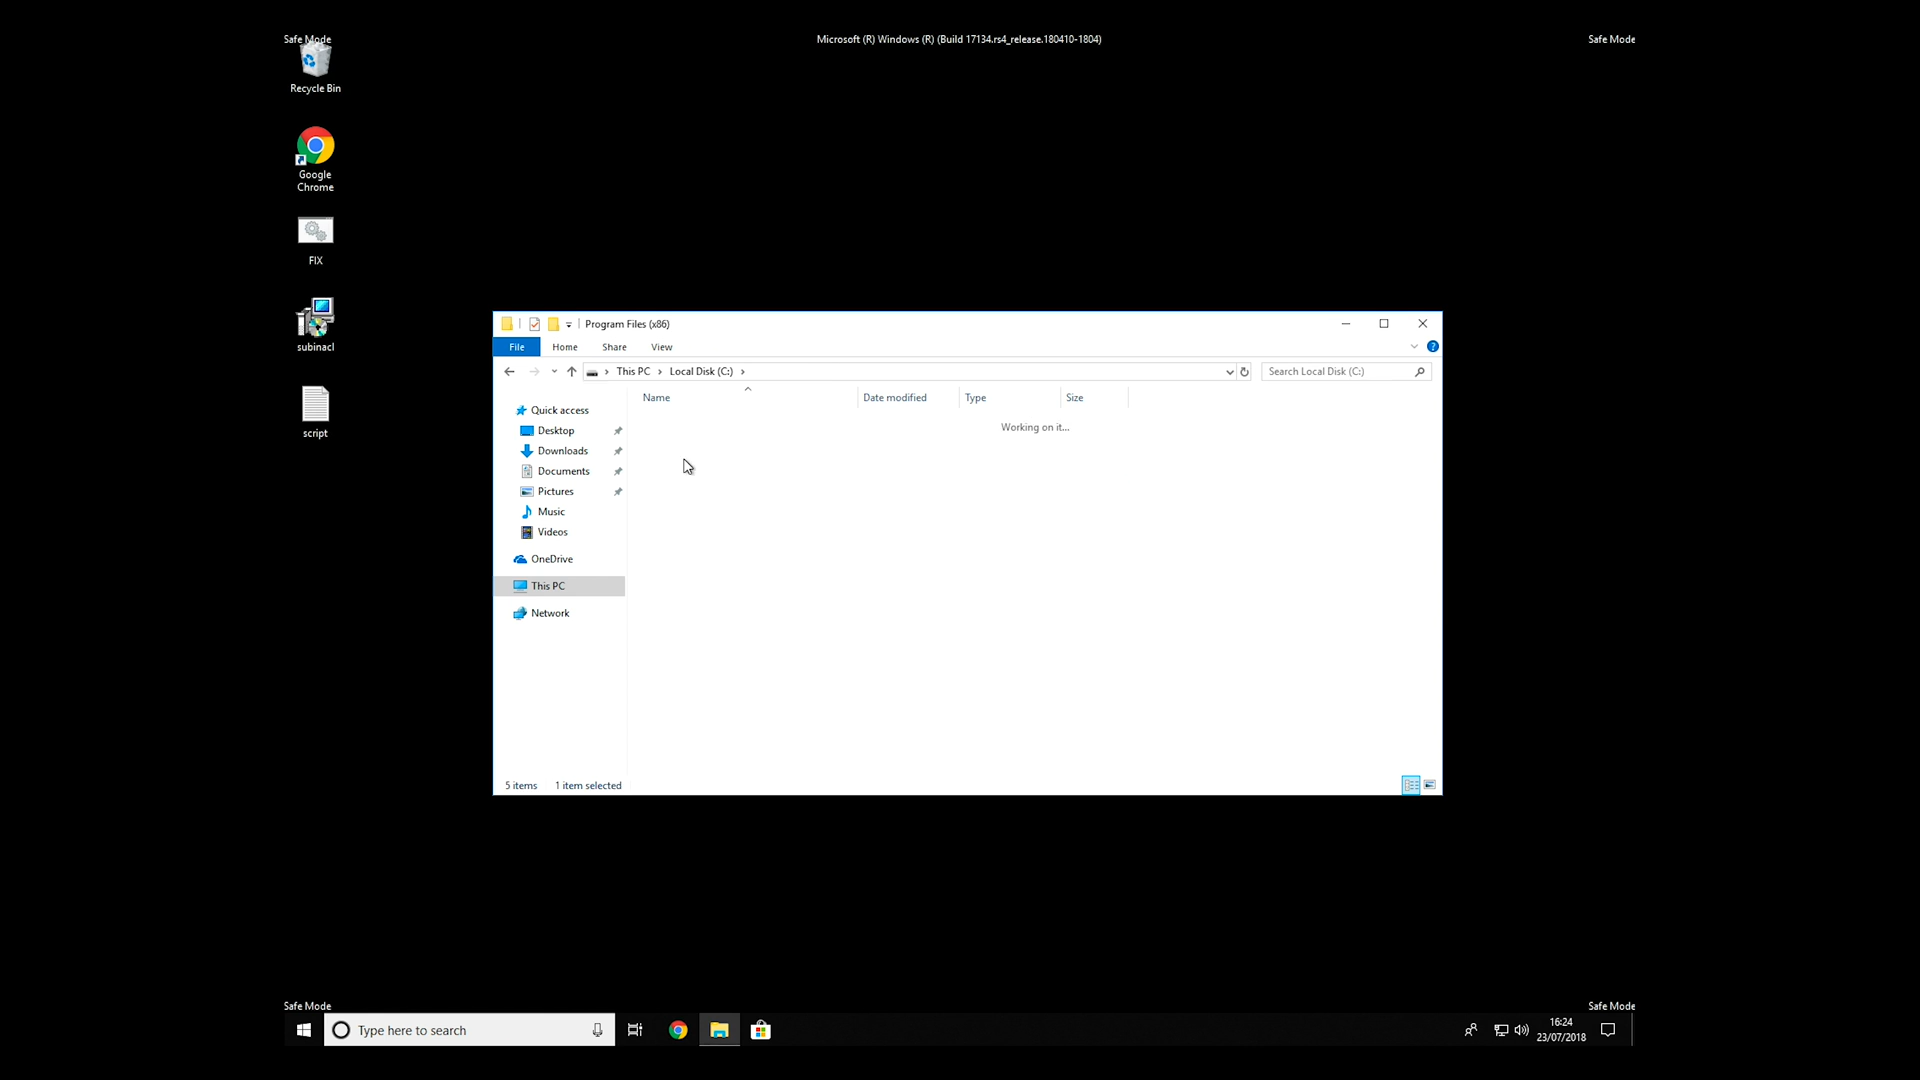 Safe Mode
Microsoft (R) Windows (R) (Build 17134.rs4_release.180410-1804)
Safe Mode
Recycle Bin
Google
Chrome
FIX
subinacl
script
Program Files (x86)
File
Home
Share
View
This PC
Local Disk (C:)
Search Local Disk (C:)
Name
Date modified
Type
Size
Working on it...
Quick access
Desktop
Downloads
Documents
Pictures
Music
Videos
OneDrive
This PC
Network
5 items
1 item selected
Safe Mode
Safe Mode
Type here to search
16:24
23/07/2018